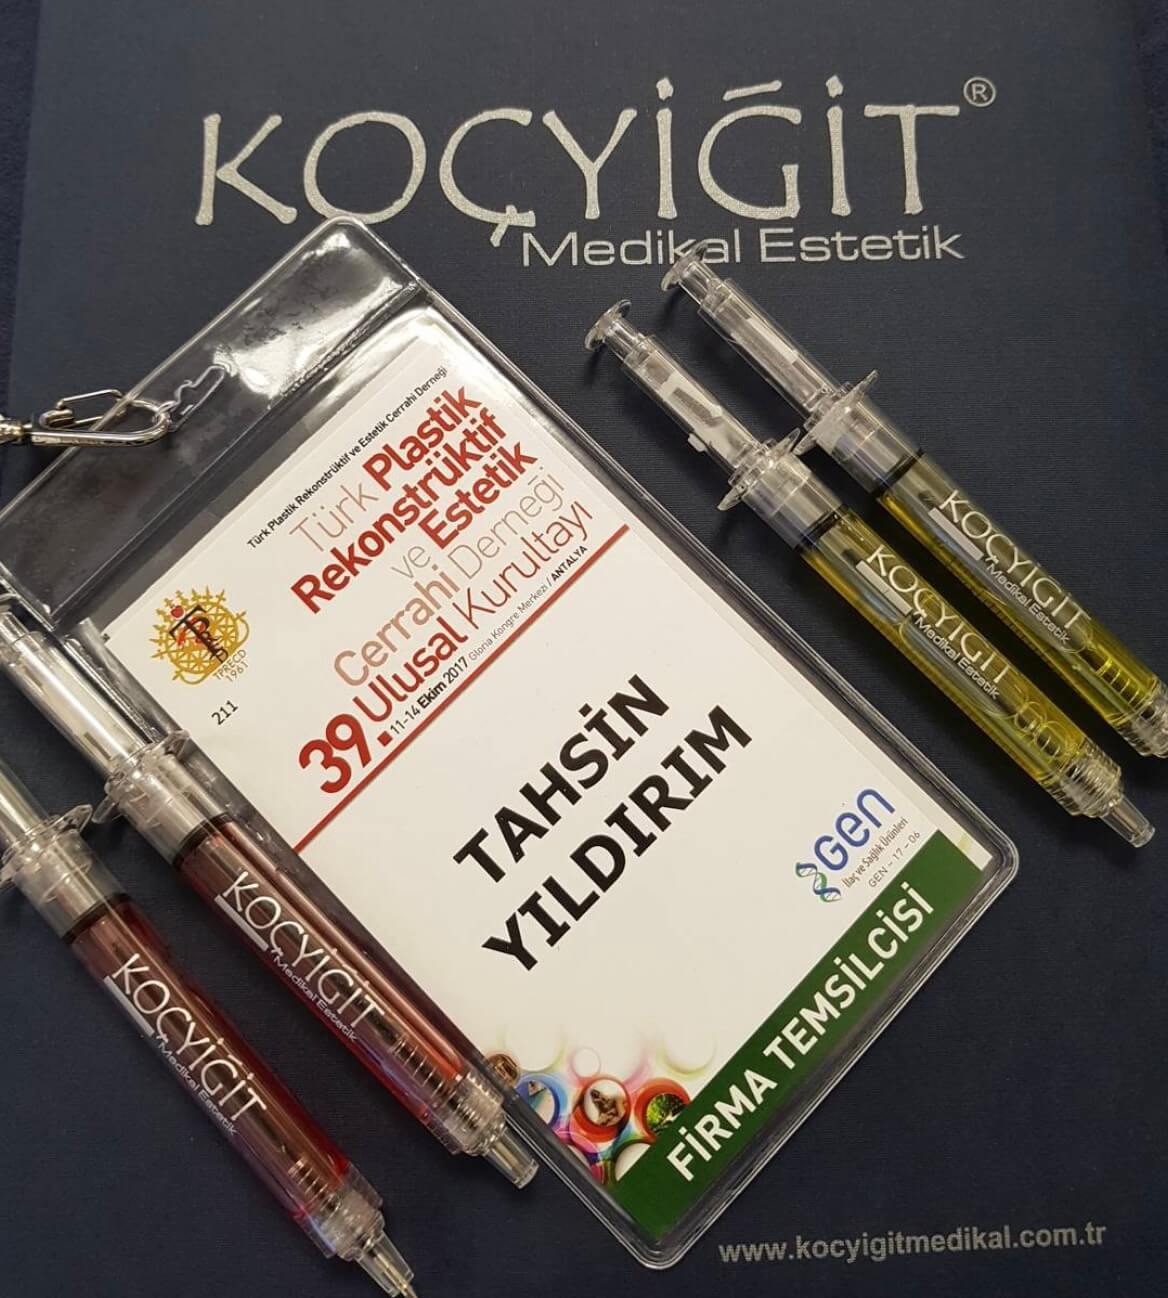 KOÇYİĞİT®
Medikal Estetik
Türk Plastik Rekonstrüktif ve Estetik Cerrahi Derneği
Türk Plastik
Rekonstrüktif
ve Estetik
Cerrahi Derneği
39. Ulusal Kurultayı
11-14 Ekim 2017 Gloria Kongre Merkezi / ANTALYA
TPRECD
1961
211
TAHSİN
YILDIRIM
Gen
İlaç ve Sağlık Ürünleri
GEN - 17 - 06
FİRMA TEMSİLCİSİ
KOÇYİĞİT
Medikal Estetik
KOÇYİĞİT
Medikal Estetik
KOÇYİĞİT
Medikal Estetik
KOÇYİĞİT
Medikal Estetik
www.kocyigitmedikal.com.tr